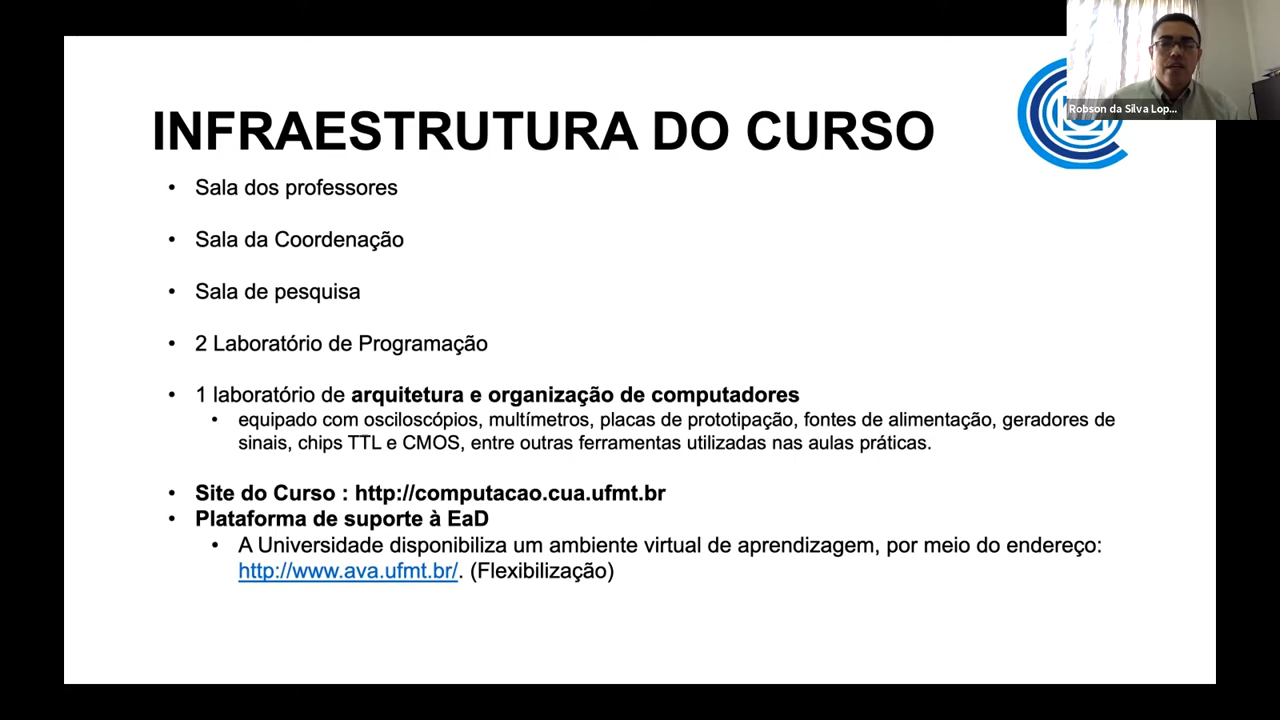 Robson da Silva Lop...
INFRAESTRUTURA DO CURSO
• Sala dos professores
• Sala da Coordenação
• Sala de pesquisa
• 2 Laboratório de Programação
• 1 laboratório de arquitetura e organização de computadores
• equipado com osciloscópios, multímetros, placas de prototipação, fontes de alimentação, geradores de
sinais, chips TTL e CMOS, entre outras ferramentas utilizadas nas aulas práticas.
• Site do Curso : http://computacao.cua.ufmt.br
• Plataforma de suporte à EaD
• A Universidade disponibiliza um ambiente virtual de aprendizagem, por meio do endereço:
http://www.ava.ufmt.br/. (Flexibilização)